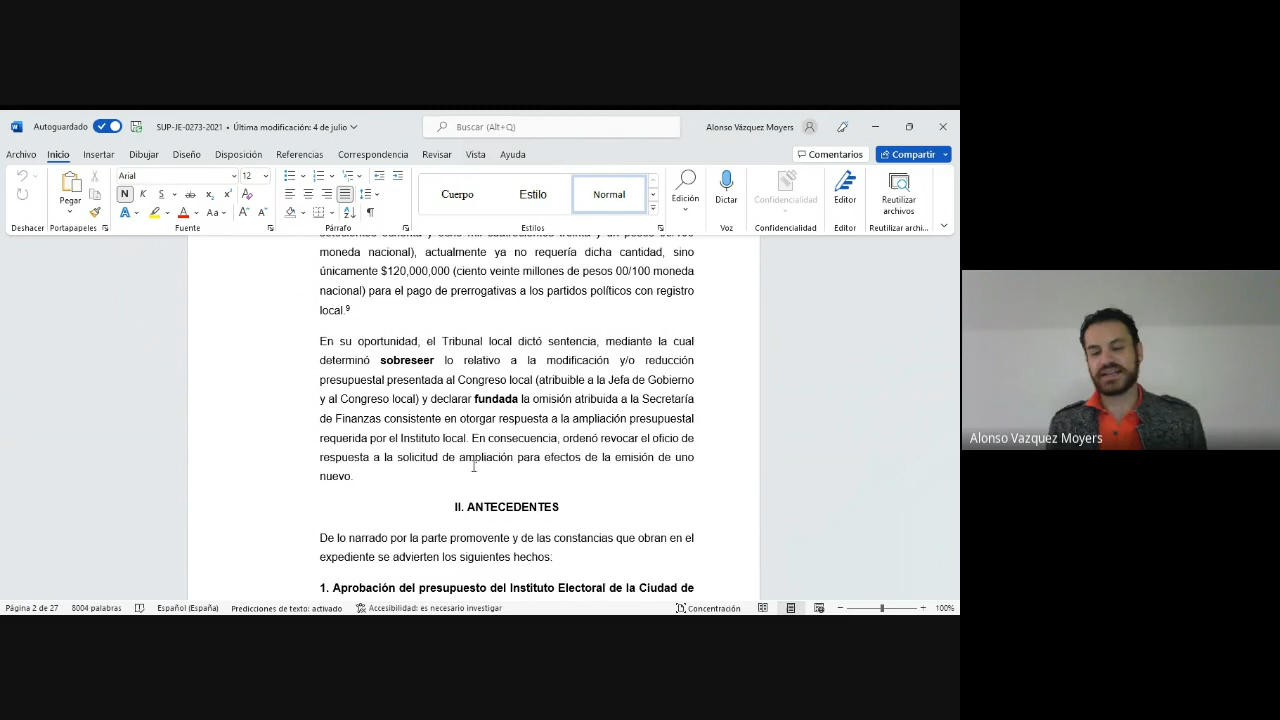 Autoguardado
SUP-JE-0273-2021 • Última modificación: 4 de julio
Buscar (Alt+Q)
Alonso Vázquez Moyers
Archivo Inicio Insertar Dibujar Diseño Disposición Referencias Correspondencia Revisar Vista Ayuda
Comentarios Compartir
Arial 12
Pegar
N K S ab x₂ x²
A A Aa A A
Cuerpo Estilo Normal
Edición Dictar Confidencialidad Editor Reutilizar archivos
Deshacer Portapapeles Fuente Párrafo Estilos Voz Confidencialidad Editor Reutilizar archiv...
moneda nacional), actualmente ya no requería dicha cantidad, sino
únicamente $120,000,000 (ciento veinte millones de pesos 00/100 moneda
nacional) para el pago de prerrogativas a los partidos políticos con registro
local.⁹
En su oportunidad, el Tribunal local dictó sentencia, mediante la cual
determinó sobreseer lo relativo a la modificación y/o reducción
presupuestal presentada al Congreso local (atribuible a la Jefa de Gobierno
y al Congreso local) y declarar fundada la omisión atribuida a la Secretaría
de Finanzas consistente en otorgar respuesta a la ampliación presupuestal
requerida por el Instituto local. En consecuencia, ordenó revocar el oficio de
respuesta a la solicitud de ampliación para efectos de la emisión de uno
nuevo.
II. ANTECEDENTES
De lo narrado por la parte promovente y de las constancias que obran en el
expediente se advierten los siguientes hechos:
1. Aprobación del presupuesto del Instituto Electoral de la Ciudad de
Página 2 de 27 8004 palabras Español (España) Predicciones de texto: activado Accesibilidad: es necesario investigar Concentración 100%
Alonso Vazquez Moyers